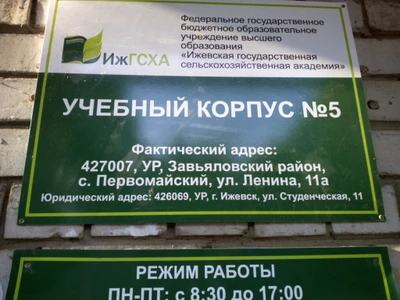 ИжГСХА
Федеральное государственное
бюджетное образовательное
учреждение высшего
образования
«Ижевская государственная
сельскохозяйственная академия»
УЧЕБНЫЙ КОРПУС №5
Фактический адрес:
427007, УР, Завьяловский район,
с. Первомайский, ул. Ленина, 11а
Юридический адрес: 426069, УР, г. Ижевск, ул. Студенческая, 11
РЕЖИМ РАБОТЫ
ПН-ПТ: с 8:30 до 17:00